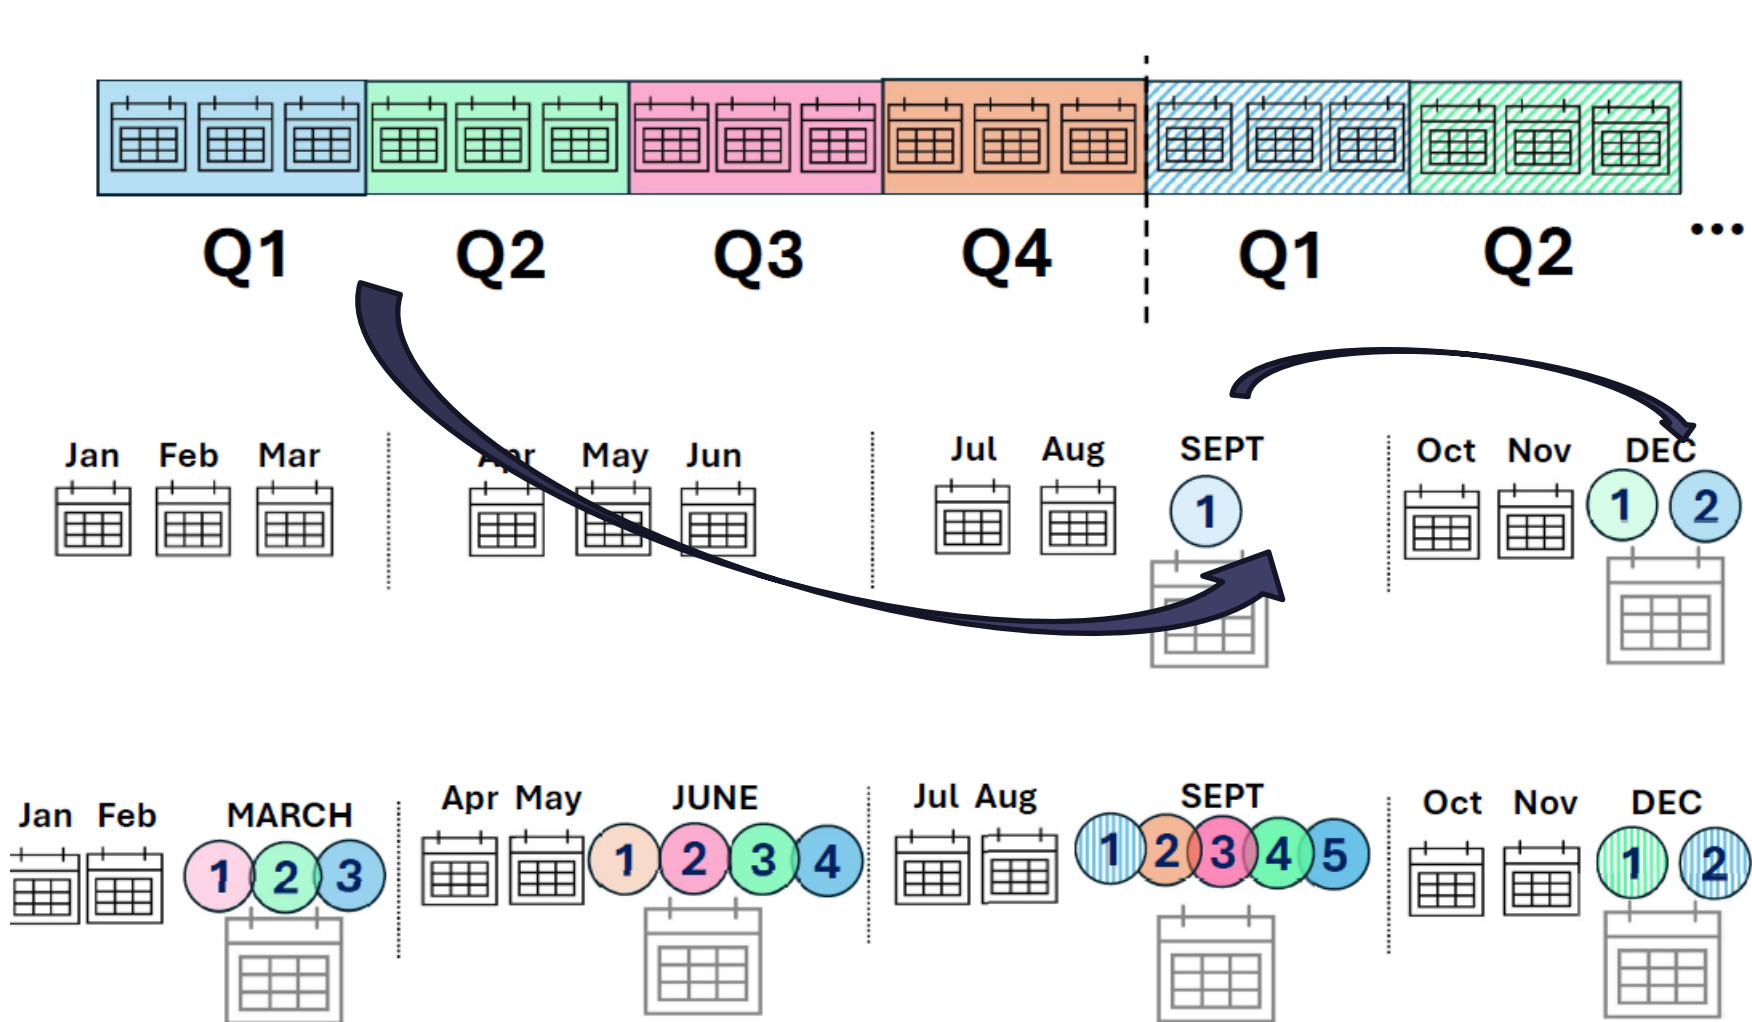 Q1 Q2 Q3 Q4 Q1 Q2 ...
Jan Feb Mar Apr May Jun Jul Aug SEPT Oct Nov DEC
1 1 2
Jan Feb MARCH Apr May JUNE Jul Aug SEPT Oct Nov DEC
1 2 3 1 2 3 4 1 2 3 4 5 1 2